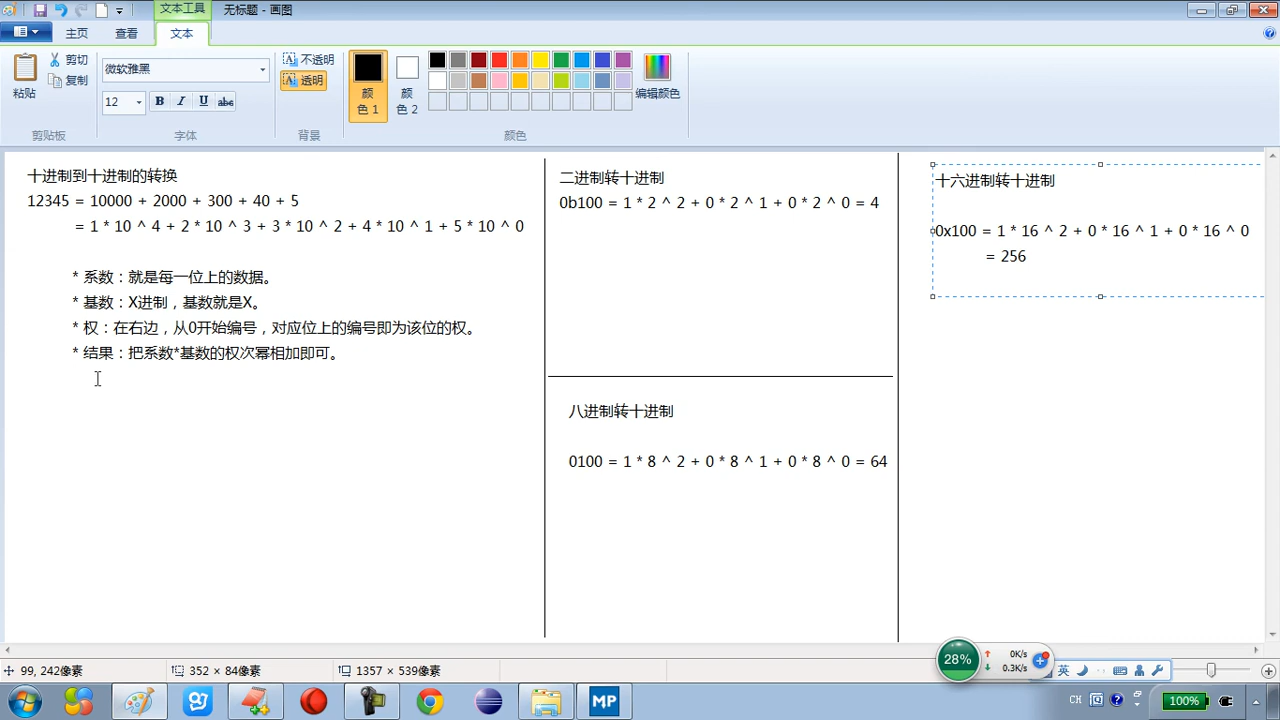 文本工具
无标题 - 画图
主页
查看
文本
粘贴
剪切
复制
剪贴板
微软雅黑
12
B
I
U
abc
字体
不透明
透明
背景
颜色 1
颜色 2
编辑颜色
颜色
十进制到十进制的转换
12345 = 10000 + 2000 + 300 + 40 + 5
= 1 * 10 ^ 4 + 2 * 10 ^ 3 + 3 * 10 ^ 2 + 4 * 10 ^ 1 + 5 * 10 ^ 0
* 系数：就是每一位上的数据。
* 基数：X进制，基数就是X。
* 权：在右边，从0开始编号，对应位上的编号即为该位的权。
* 结果：把系数*基数的权次幂相加即可。
二进制转十进制
0b100 = 1 * 2 ^ 2 + 0 * 2 ^ 1 + 0 * 2 ^ 0 = 4
八进制转十进制
0100 = 1 * 8 ^ 2 + 0 * 8 ^ 1 + 0 * 8 ^ 0 = 64
十六进制转十进制
0x100 = 1 * 16 ^ 2 + 0 * 16 ^ 1 + 0 * 16 ^ 0
= 256
99, 242像素
352 × 84像素
1357 × 539像素
28%
0K/s
0.3K/s
英
MP
CH
100%